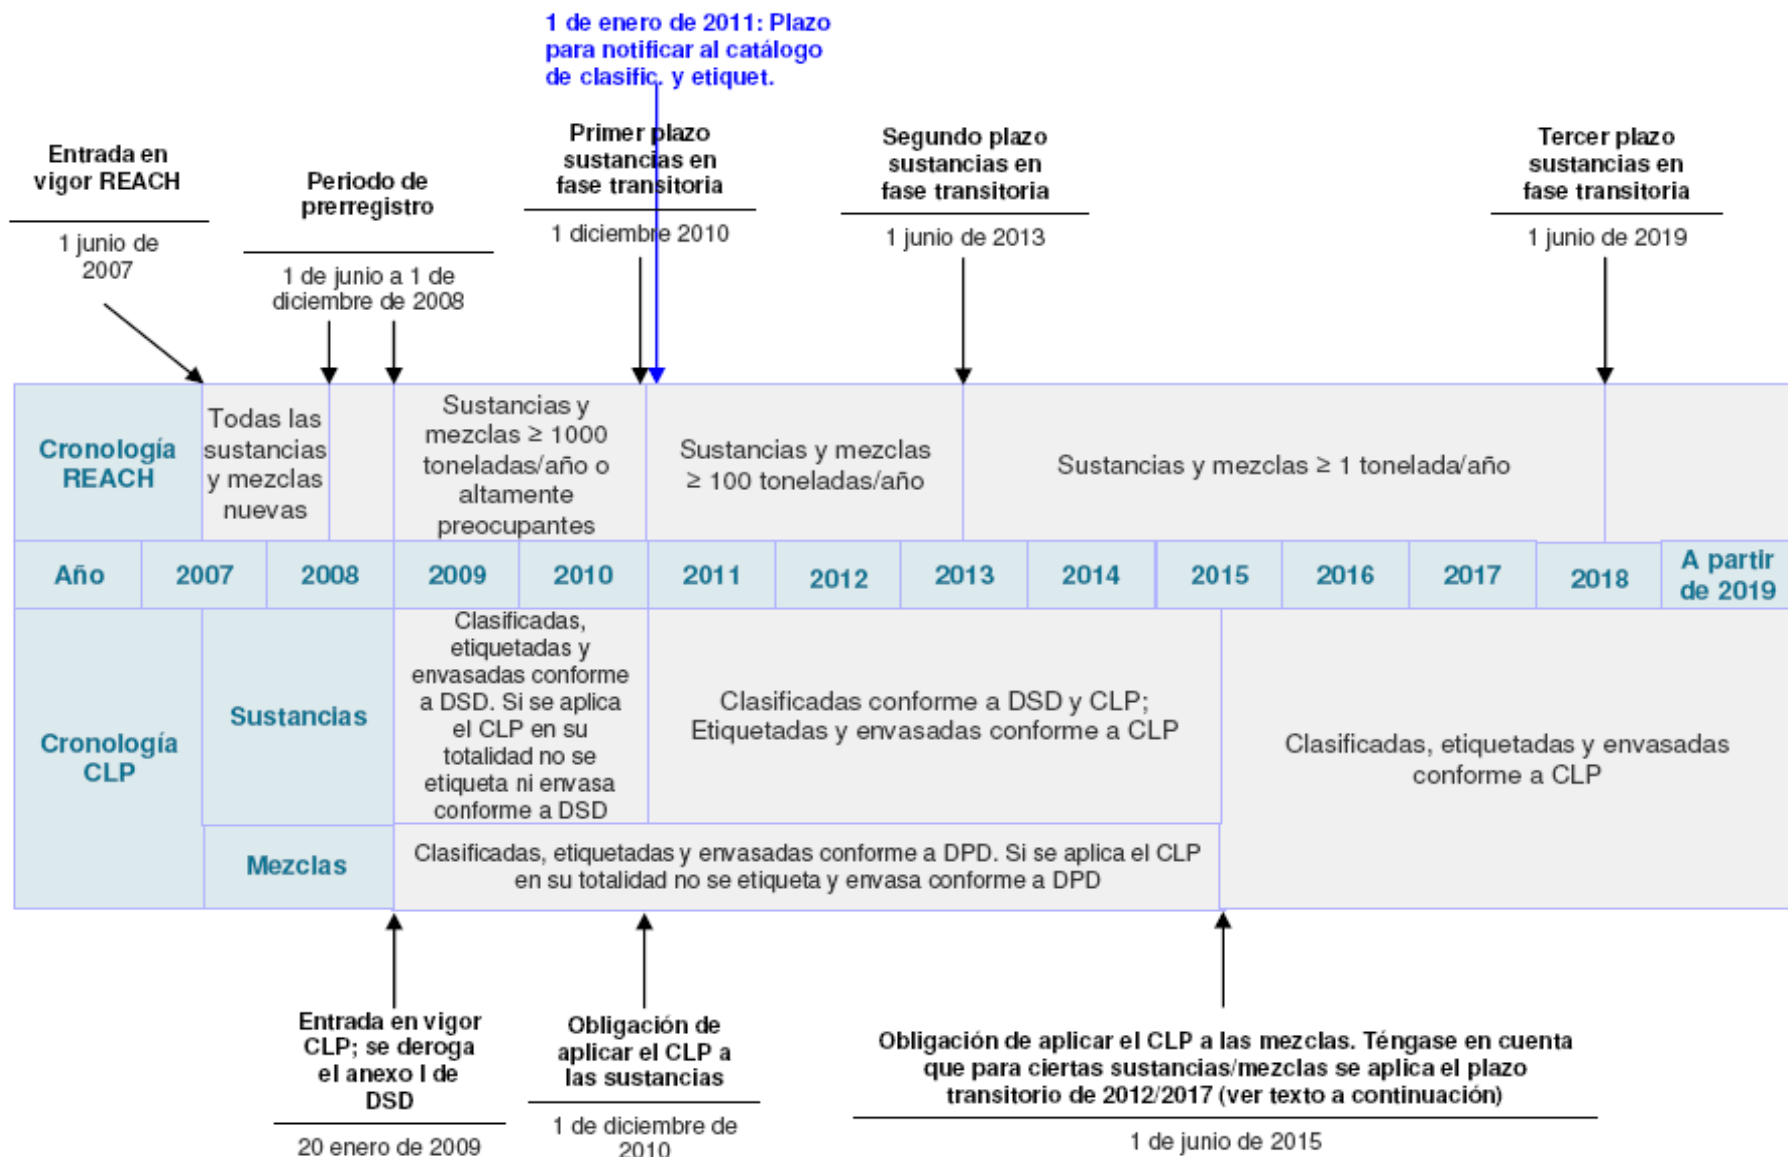 1 de enero de 2011: Plazo
para notificar al catálogo
de clasific. y etiquet.
Entrada en
vigor REACH
1 junio de
2007
Periodo de
prerregistro
1 de junio a 1 de
diciembre de 2008
Primer plazo
sustancias en
fase transitoria
1 diciembre 2010
Segundo plazo
sustancias en
fase transitoria
1 junio de 2013
Tercer plazo
sustancias en
fase transitoria
1 junio de 2019
Cronología
REACH
Todas las
sustancias
y mezclas
nuevas
Sustancias y
mezclas ≥ 1000
toneladas/año o
altamente
preocupantes
Sustancias y mezclas
≥ 100 toneladas/año
Sustancias y mezclas ≥ 1 tonelada/año
Año
2007
2008
2009
2010
2011
2012
2013
2014
2015
2016
2017
2018
A partir
de 2019
Cronología
CLP
Sustancias
Clasificadas,
etiquetadas y
envasadas conforme
a DSD. Si se aplica
el CLP en su
totalidad no se
etiqueta ni envasa
conforme a DSD
Clasificadas conforme a DSD y CLP;
Etiquetadas y envasadas conforme a CLP
Clasificadas, etiquetadas y envasadas
conforme a CLP
Mezclas
Clasificadas, etiquetadas y envasadas conforme a DPD. Si se aplica el CLP
en su totalidad no se etiqueta y envasa conforme a DPD
Entrada en vigor
CLP; se deroga
el anexo I de
DSD
20 enero de 2009
Obligación de
aplicar el CLP a
las sustancias
1 de diciembre de
2010
Obligación de aplicar el CLP a las mezclas. Téngase en cuenta
que para ciertas sustancias/mezclas se aplica el plazo
transitorio de 2012/2017 (ver texto a continuación)
1 de junio de 2015